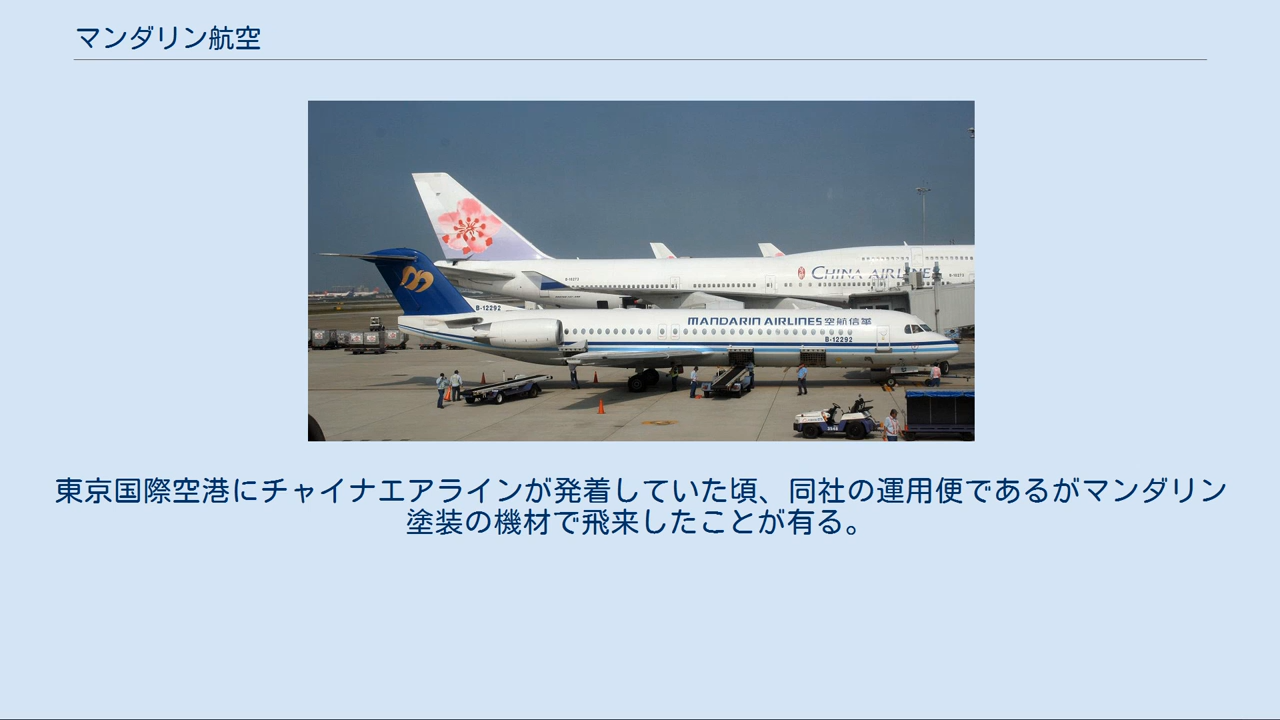 マンダリン航空
CHINA AIRLINES
B-18273
B-18273
B-12292
MANDARIN AIRLINES 空航信華
B-12292
東京国際空港にチャイナエアラインが発着していた頃、同社の運用便であるがマンダリン
塗装の機材で飛来したことが有る。